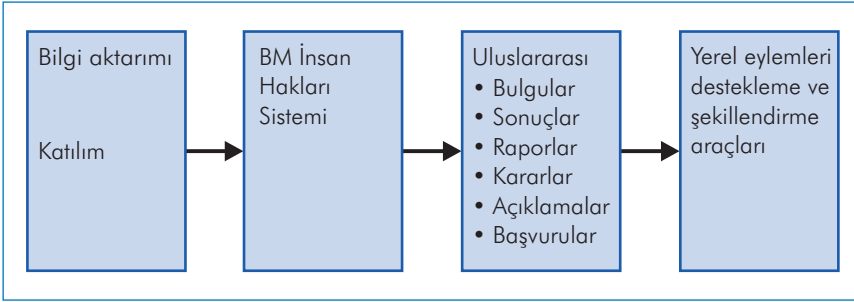 Bilgi aktarımı
Katılım
BM İnsan
Hakları
Sistemi
Uluslararası
• Bulgular
• Sonuçlar
• Raporlar
• Kararlar
• Açıklamalar
• Başvurular
Yerel eylemleri
destekleme ve
şekillendirme
araçları